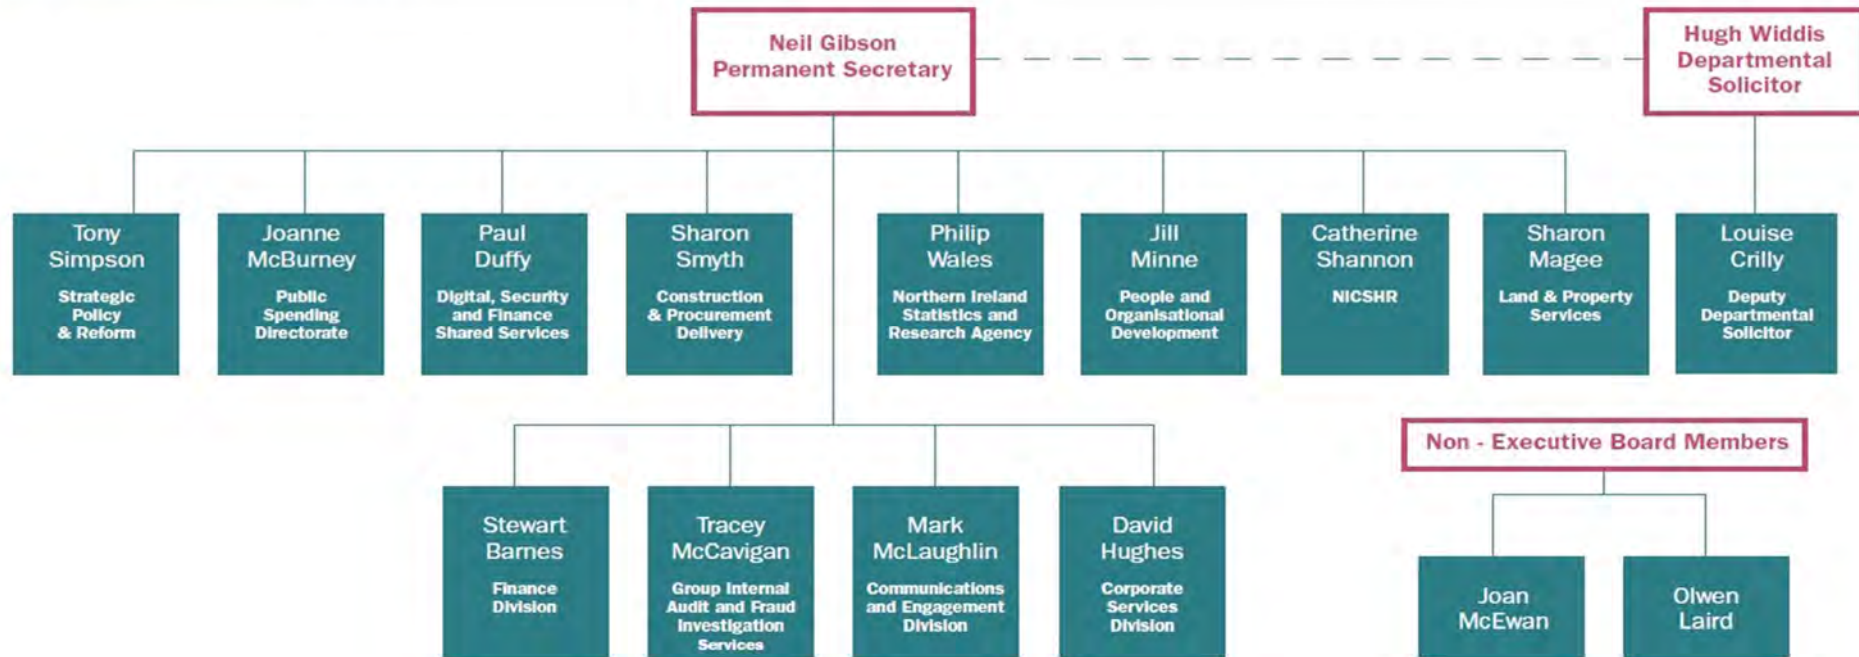 Neil Gibson
Permanent Secretary
Hugh Widdis
Departmental
Solicitor
Tony
Simpson
Strategic
Policy
& Reform
Joanne
McBurney
Public
Spending
Directorate
Paul
Duffy
Digital, Security
and Finance
Shared Services
Sharon
Smyth
Construction
& Procurement
Delivery
Philip
Wales
Northern Ireland
Statistics and
Research Agency
Jill
Minne
People and
Organisational
Development
Catherine
Shannon
NICSHR
Sharon
Magee
Land & Property
Services
Louise
Crilly
Deputy
Departmental
Solicitor
Non - Executive Board Members
Stewart
Barnes
Finance
Division
Tracey
McCavigan
Group Internal
Audit and Fraud
Investigation
Services
Mark
McLaughlin
Communications
and Engagement
Division
David
Hughes
Corporate
Services
Division
Joan
McEwan
Olwen
Laird